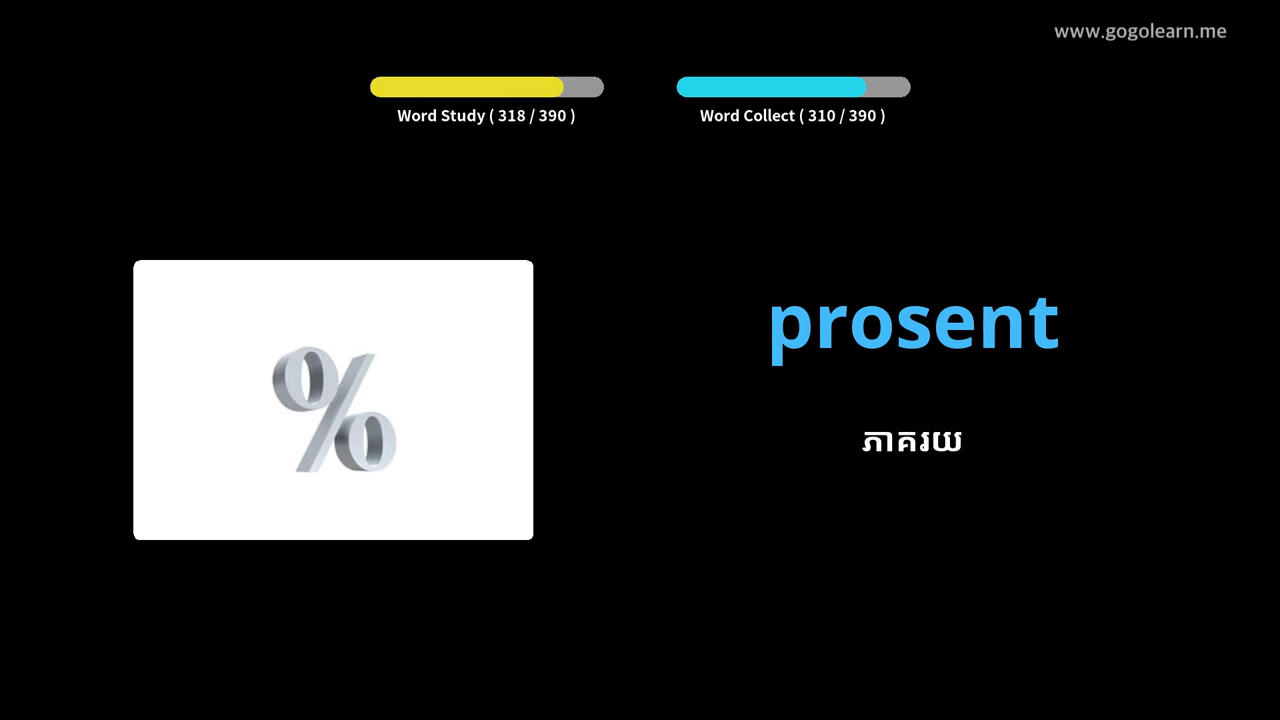 www.gogolearn.me
Word Study ( 318 / 390 )
Word Collect ( 310 / 390 )
%
prosent
ភាគរយ